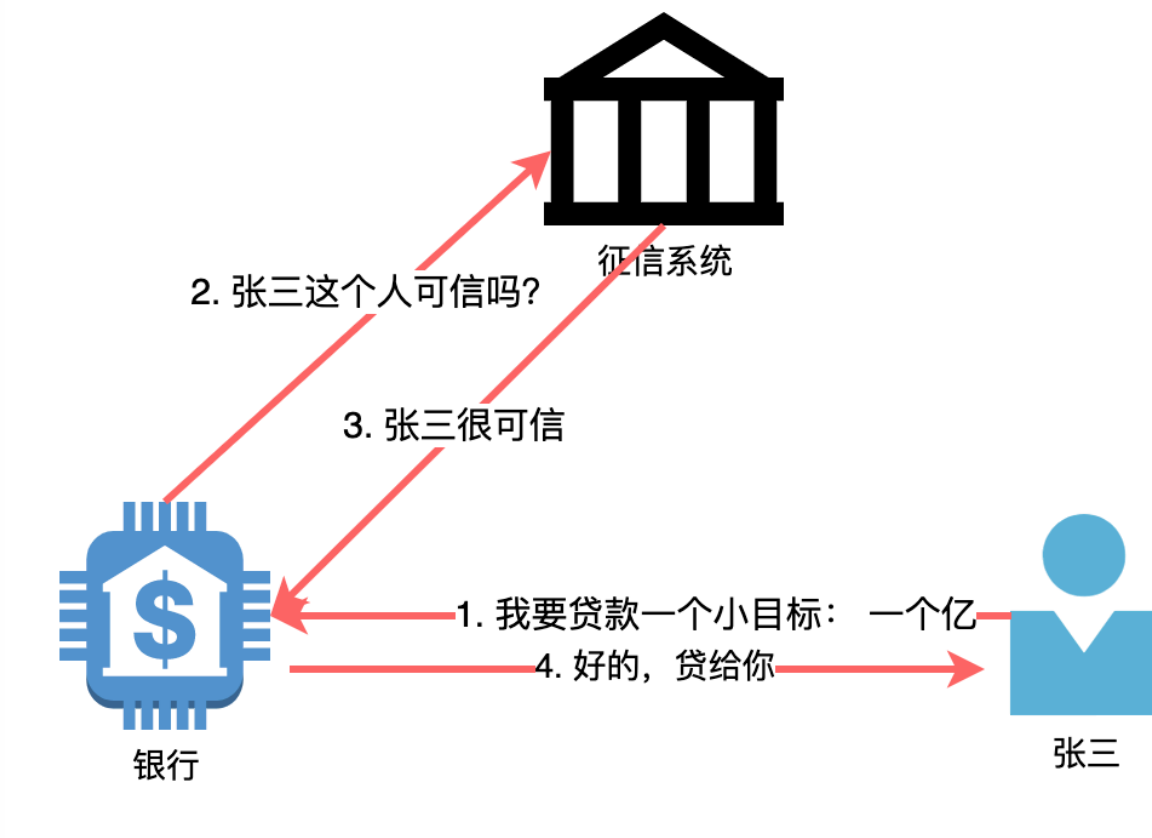 征信系统
2. 张三这个人可信吗？
3. 张三很可信
1. 我要贷款一个小目标： 一个亿
4. 好的，贷给你
$
银行
张三